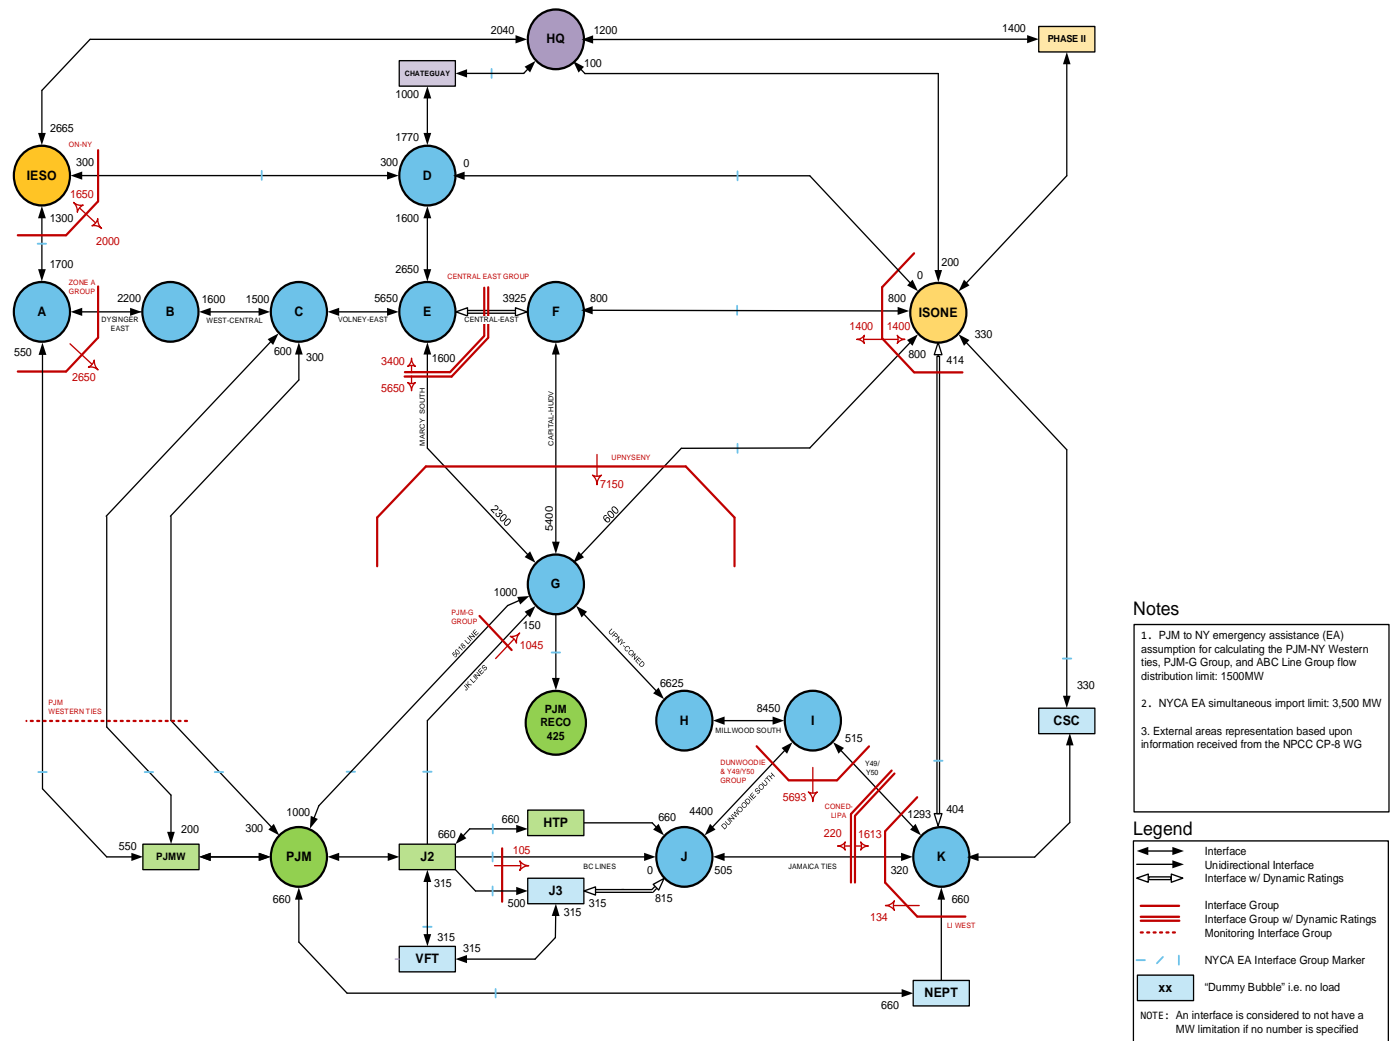 2040
HQ
1200
1400
PHASE II
100
CHATEGUAY
1000
2665
ON-NY
1770
IESO
300
300
D
0
1650
1300
2000
1600
1700
ZONE A
GROUP
2650
CENTRAL EAST GROUP
200
0
A
2200
DYSINGER
EAST
B
1600
WEST-CENTRAL
1500
C
5650
VOLNEY-EAST
E
3925
CENTRAL-EAST
F
800
800
ISONE
550
2650
600
300
3400
1600
5650
1400
1400
800
414
330
MARCY SOUTH
CAPITAL-HUDV
UPNYSENY
7150
2300
5400
600
G
1000
PJM-G
GROUP
150
1045
5018 LINE
JK LINES
UPNY-CONED
PJM
RECO
425
6625
H
8450
MILLWOOD SOUTH
I
515
PJM
WESTERN TIES
330
CSC
DUNWOODIE
& Y49/Y50
GROUP
DUNWOODIE SOUTH
5693
Y49/
Y50
CONED-
LIPA
4400
1000
550
200
PJMW
300
PJM
660
660
HTP
660
J2
105
BC LINES
0
J
505
JAMAICA TIES
220
1613
1293
404
320
K
315
500
J3
315
315
815
660
134
LI WEST
660
315
VFT
315
660
NEPT
Notes
1. PJM to NY emergency assistance (EA)
assumption for calculating the PJM-NY Western
ties, PJM-G Group, and ABC Line Group flow
distribution limit: 1500MW
2. NYCA EA simultaneous import limit: 3,500 MW
3. External areas representation based upon
information received from the NPCC CP-8 WG
Legend
Interface
Unidirectional Interface
Interface w/ Dynamic Ratings
Interface Group
Interface Group w/ Dynamic Ratings
Monitoring Interface Group
NYCA EA Interface Group Marker
xx
“Dummy Bubble” i.e. no load
NOTE: An interface is considered to not have a
MW limitation if no number is specified